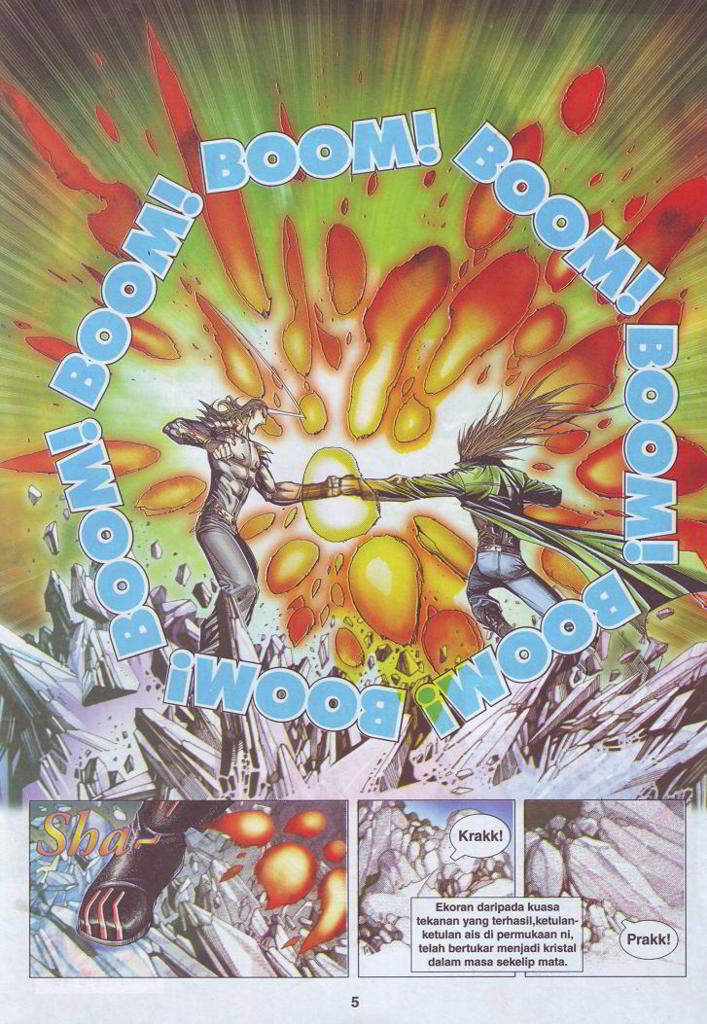 BOOM!
BOOM!
BOOM!
BOOM!
BOOM!
BOOM!
BOOM!
BOOM!
Sha~
Krakk!
Ekoran daripada kuasa
tekanan yang terhasil,ketulan-
ketulan ais di permukaan ni,
telah bertukar menjadi kristal
dalam masa sekelip mata.
Prakk!
5